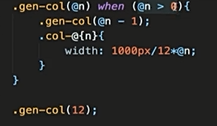 .gen-col(@n) when (@n > 0){
.gen-col(@n - 1);
.col-@{n}{
width: 1000px/12*@n;
}
}
.gen-col(12);